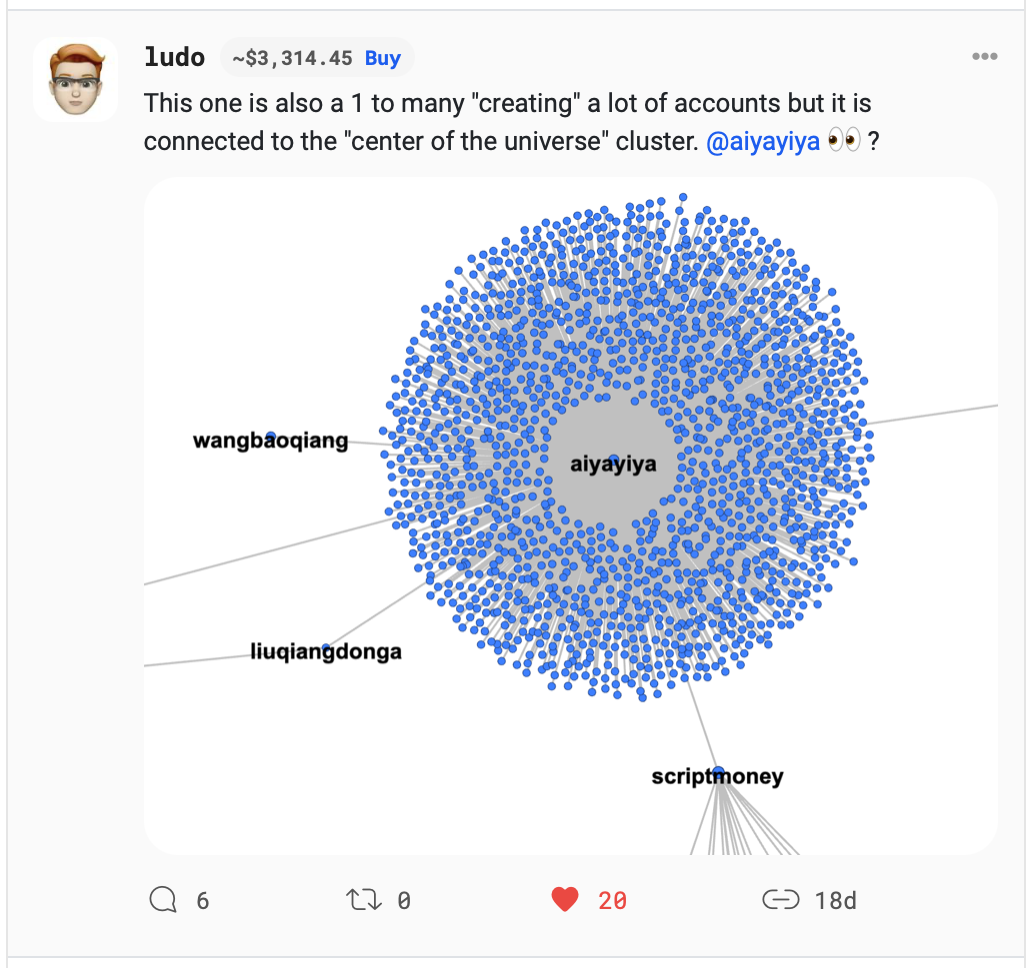 ludo ~$3,314.45 Buy
This one is also a 1 to many "creating" a lot of accounts but it is
connected to the "center of the universe" cluster. @aiyayiya 👀 ?
wangbaoqiang
aiyayiya
liuqiangdonga
scriptmoney
6 0 20 18d